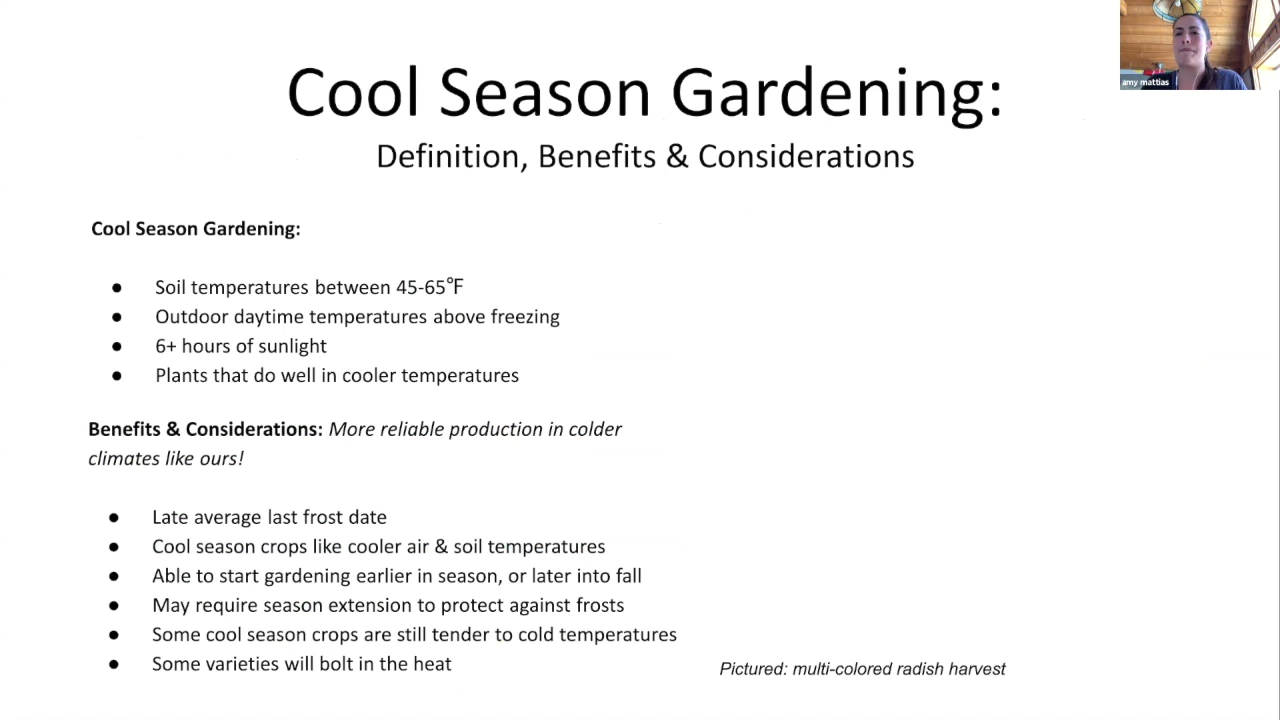 amy mattias
Cool Season Gardening:
Definition, Benefits & Considerations
Cool Season Gardening:
● Soil temperatures between 45-65℉
● Outdoor daytime temperatures above freezing
● 6+ hours of sunlight
● Plants that do well in cooler temperatures
Benefits & Considerations: More reliable production in colder
climates like ours!
● Late average last frost date
● Cool season crops like cooler air & soil temperatures
● Able to start gardening earlier in season, or later into fall
● May require season extension to protect against frosts
● Some cool season crops are still tender to cold temperatures
● Some varieties will bolt in the heat
Pictured: multi-colored radish harvest